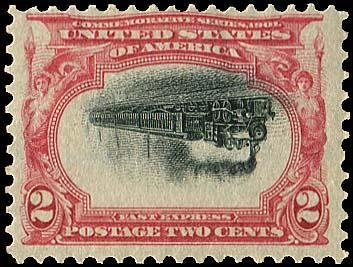 COMMEMORATIVE SERIES, 1901.
UNITED STATES
OF AMERICA
2 2
FAST EXPRESS
POSTAGE TWO CENTS